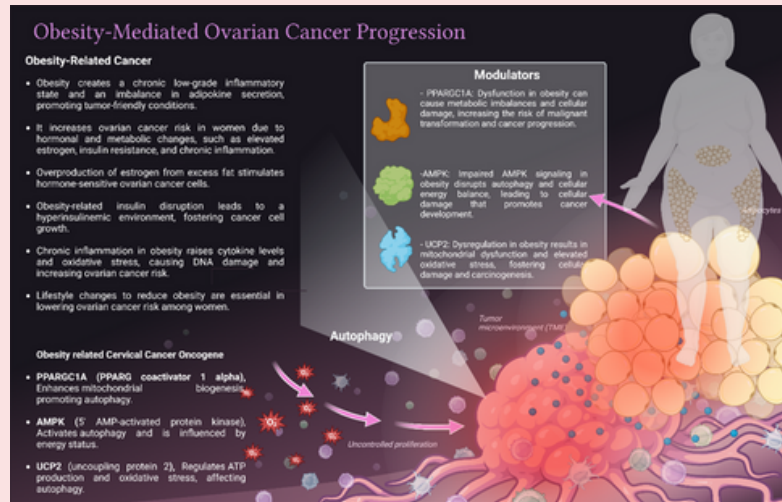 Obesity-Mediated Ovarian Cancer Progression
Obesity-Related Cancer
• Obesity creates a chronic low-grade inflammatory
state and an imbalance in adipokine secretion,
promoting tumor-friendly conditions.
• It increases ovarian cancer risk in women due to
hormonal and metabolic changes, such as elevated
estrogen, insulin resistance, and chronic inflammation.
• Overproduction of estrogen from excess fat stimulates
hormone-sensitive ovarian cancer cells.
• Obesity-related insulin disruption leads to a
hyperinsulinemic environment, fostering cancer cell
growth.
• Chronic inflammation in obesity raises cytokine levels
and oxidative stress, causing DNA damage and
increasing ovarian cancer risk.
• Lifestyle changes to reduce obesity are essential in
lowering ovarian cancer risk among women.
Obesity related Cervical Cancer Oncogene
• PPARGC1A (PPARG coactivator 1 alpha),
Enhances mitochondrial biogenesis,
promoting autophagy.
• AMPK (5' AMP-activated protein kinase),
Activates autophagy and is influenced by
energy status.
• UCP2 (uncoupling protein 2), Regulates ATP
production and oxidative stress, affecting
autophagy.
Modulators
- PPARGC1A: Dysfunction in obesity can
cause metabolic imbalances and cellular
damage, increasing the risk of malignant
transformation and cancer progression.
-AMPK: Impaired AMPK signaling in
obesity disrupts autophagy and cellular
energy balance, leading to cellular
damage that promotes cancer
development.
- UCP2: Dysregulation in obesity results in
mitochondrial dysfunction and elevated
oxidative stress, fostering cellular
damage and carcinogenesis.
Tumor
microenvironment (TME)
Autophagy
Uncontrolled proliferation